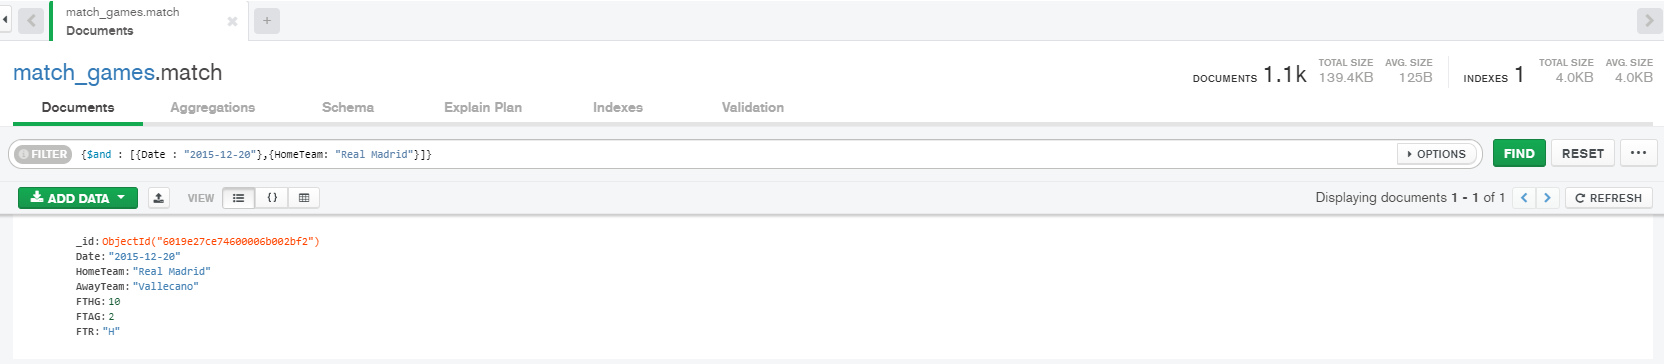 match_games.match
Documents
match_games.match
DOCUMENTS 1.1k TOTAL SIZE 139.4KB AVG. SIZE 125B INDEXES 1 TOTAL SIZE 4.0KB AVG. SIZE 4.0KB
Documents Aggregations Schema Explain Plan Indexes Validation
FILTER {$and : [{Date : "2015-12-20"},{HomeTeam: "Real Madrid"}]} OPTIONS FIND RESET ...
ADD DATA VIEW {} Displaying documents 1 - 1 of 1 REFRESH
_id: ObjectId("6019e27ce74600006b002bf2")
Date: "2015-12-20"
HomeTeam: "Real Madrid"
AwayTeam: "Vallecano"
FTHG: 10
FTAG: 2
FTR: "H"